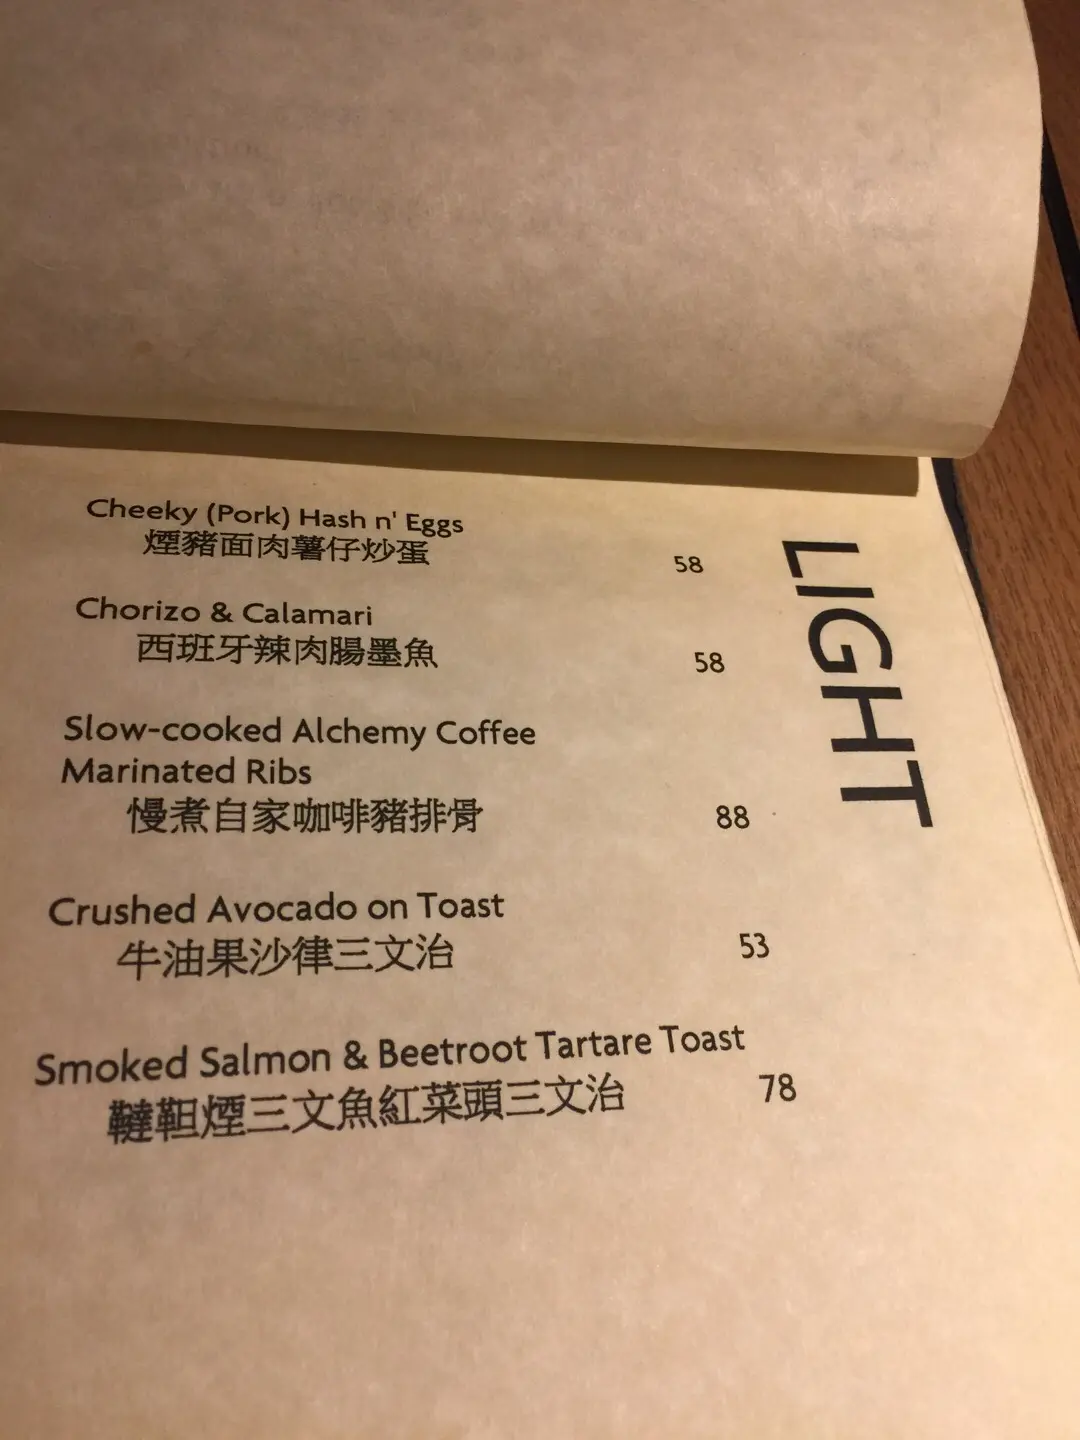 LIGHT
Cheeky (Pork) Hash n' Eggs
煙豬面肉薯仔炒蛋 58
Chorizo & Calamari
西班牙辣肉腸墨魚 58
Slow-cooked Alchemy Coffee
Marinated Ribs
慢煮自家咖啡豬排骨 88
Crushed Avocado on Toast
牛油果沙律三文治 53
Smoked Salmon & Beetroot Tartare Toast
韃靼煙三文魚紅菜頭三文治 78